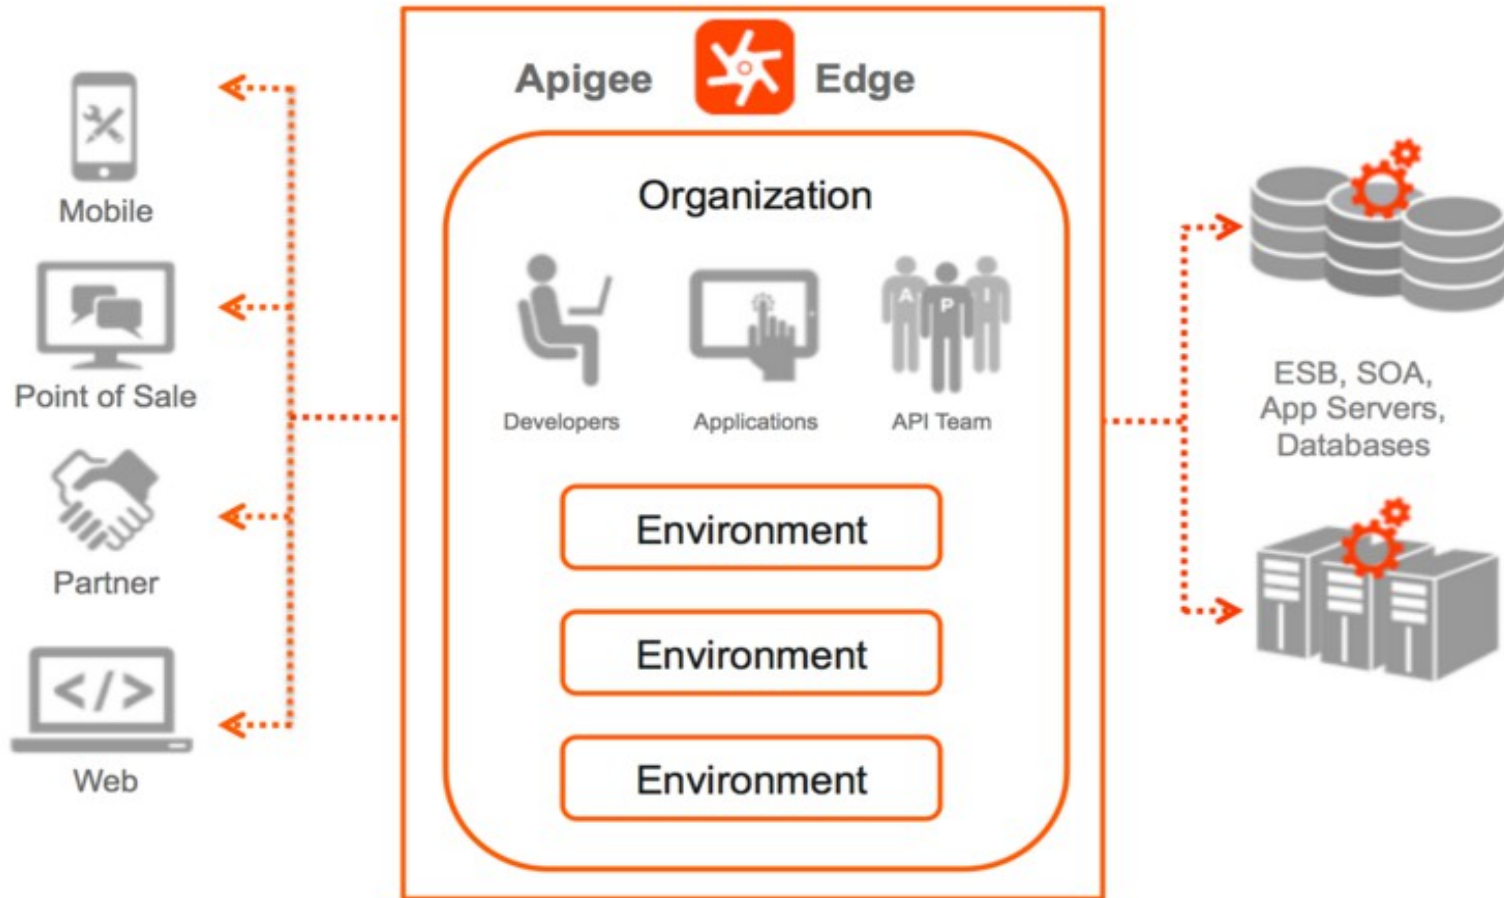 Apigee Edge
Organization
Developers Applications API Team
A P I
Environment
Environment
Environment
Mobile
Point of Sale
Partner
</>
Web
ESB, SOA,
App Servers,
Databases